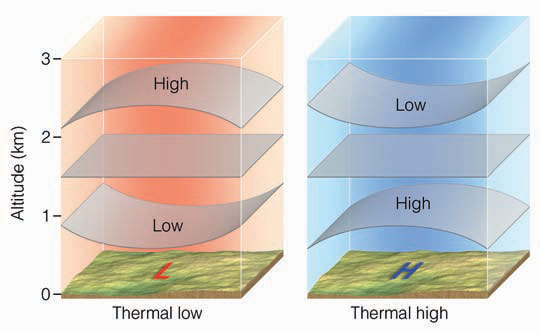 Altitude (km)
3
2
1
0
High
Low
L
Thermal low
Low
High
H
Thermal high